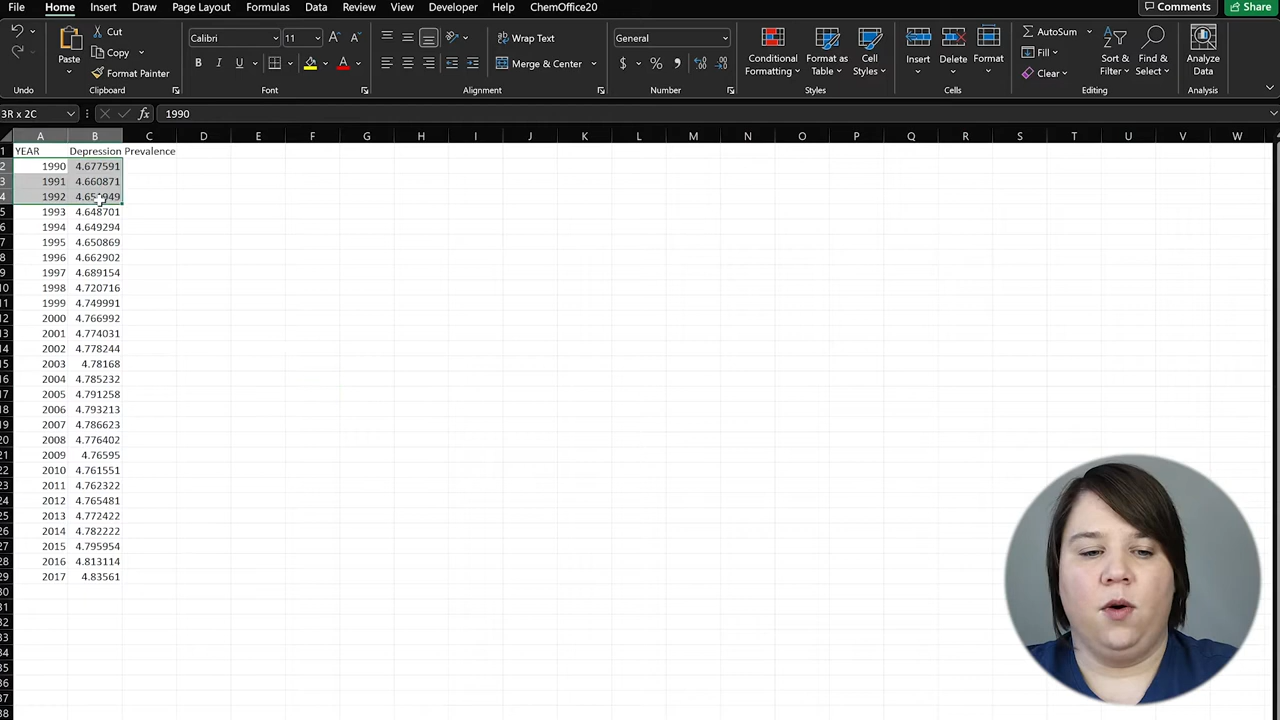 File Home Insert Draw Page Layout Formulas Data Review View Developer Help ChemOffice20 Comments Share
Cut Calibri 11 Wrap Text General AutoSum
Copy Fill
Paste Format Painter B I U A Merge & Center $ % , Conditional Formatting Format as Table Cell Styles Insert Delete Format Clear Sort & Filter Find & Select Analyze Data
Undo Clipboard Font Alignment Number Styles Cells Editing Analysis
3R x 2C fx 1990
A B C D E F G H I J K L M N O P Q R S T U V W
1 YEAR Depression Prevalence
2 1990 4.677591
3 1991 4.660871
4 1992
5 1993 4.648701
6 1994 4.649294
7 1995 4.650869
8 1996 4.662902
9 1997 4.689154
10 1998 4.720716
11 1999 4.749991
12 2000 4.766992
13 2001 4.774031
14 2002 4.778244
15 2003 4.78168
16 2004 4.785232
17 2005 4.791258
18 2006 4.793213
19 2007 4.786623
20 2008 4.776402
21 2009 4.76595
22 2010 4.761551
23 2011 4.762322
24 2012 4.765481
25 2013 4.772422
26 2014 4.782222
27 2015 4.795954
28 2016 4.813114
29 2017 4.83561
30
31
32
33
34
35
36
37
38